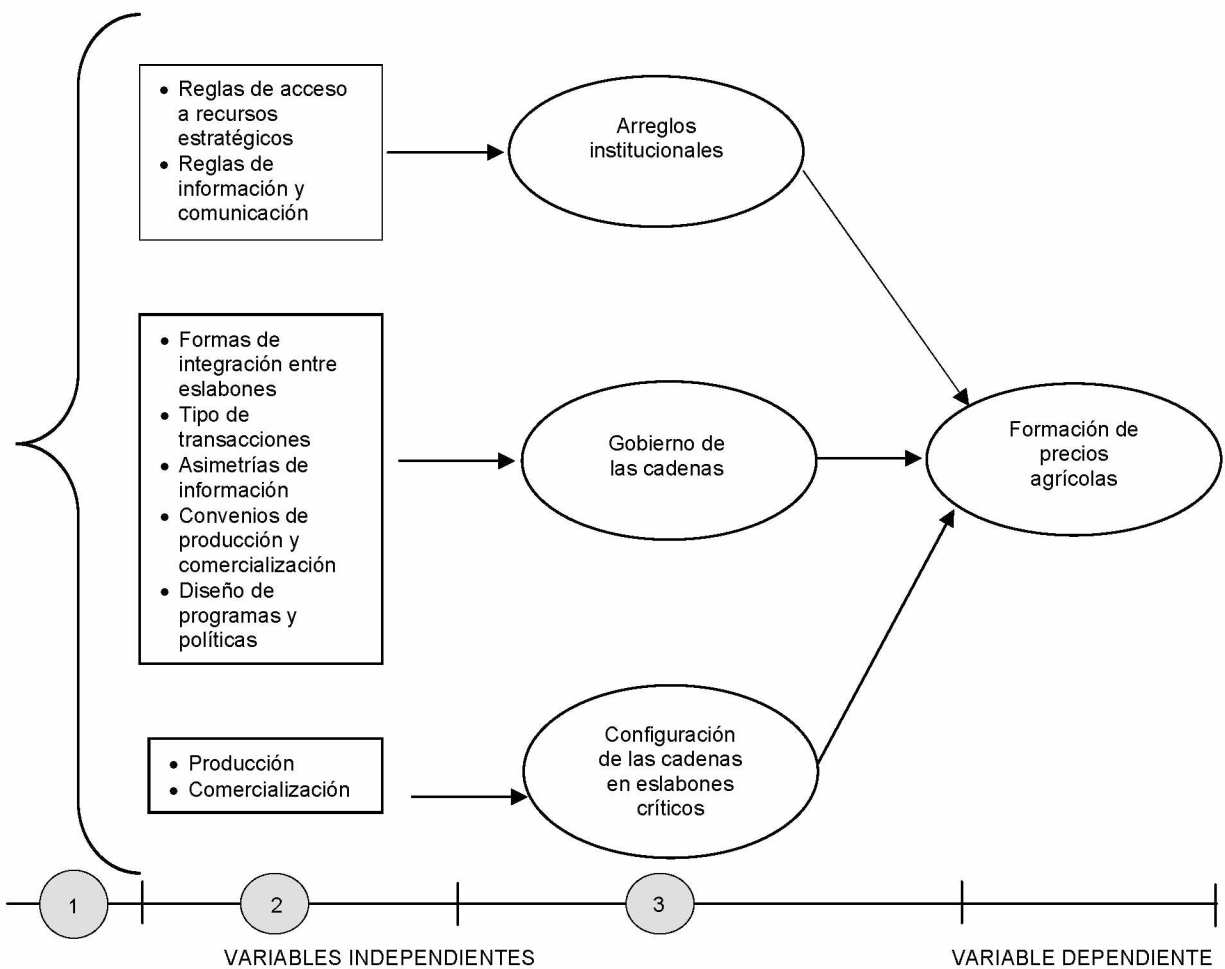 • Reglas de acceso
a recursos
estratégicos
• Reglas de
información y
comunicación
Arreglos
institucionales
• Formas de
integración entre
eslabones
• Tipo de
transacciones
• Asimetrías de
información
• Convenios de
producción y
comercialización
• Diseño de
programas y
políticas
Gobierno de
las cadenas
Formación de
precios
agrícolas
• Producción
• Comercialización
Configuración
de las cadenas
en eslabones
críticos
1
2
3
VARIABLES INDEPENDIENTES
VARIABLE DEPENDIENTE